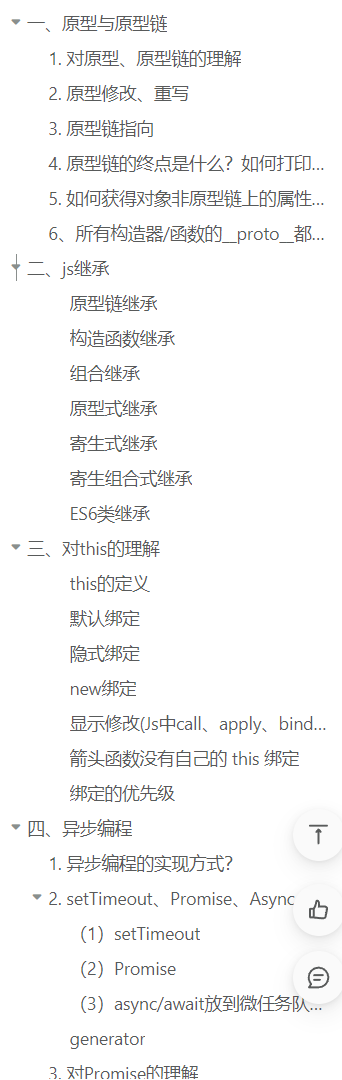 一、原型与原型链
1. 对原型、原型链的理解
2. 原型修改、重写
3. 原型链指向
4. 原型链的终点是什么？如何打印...
5. 如何获得对象非原型链上的属性...
6、所有构造器/函数的__proto__都...
二、js继承
原型链继承
构造函数继承
组合继承
原型式继承
寄生式继承
寄生组合式继承
ES6类继承
三、对this的理解
this的定义
默认绑定
隐式绑定
new绑定
显示修改(Js中call、apply、bind...
箭头函数没有自己的 this 绑定
绑定的优先级
四、异步编程
1. 异步编程的实现方式？
2. setTimeout、Promise、Async
（1）setTimeout
（2）Promise
（3）async/await放到微任务队...
generator
3. 对Promise的理解